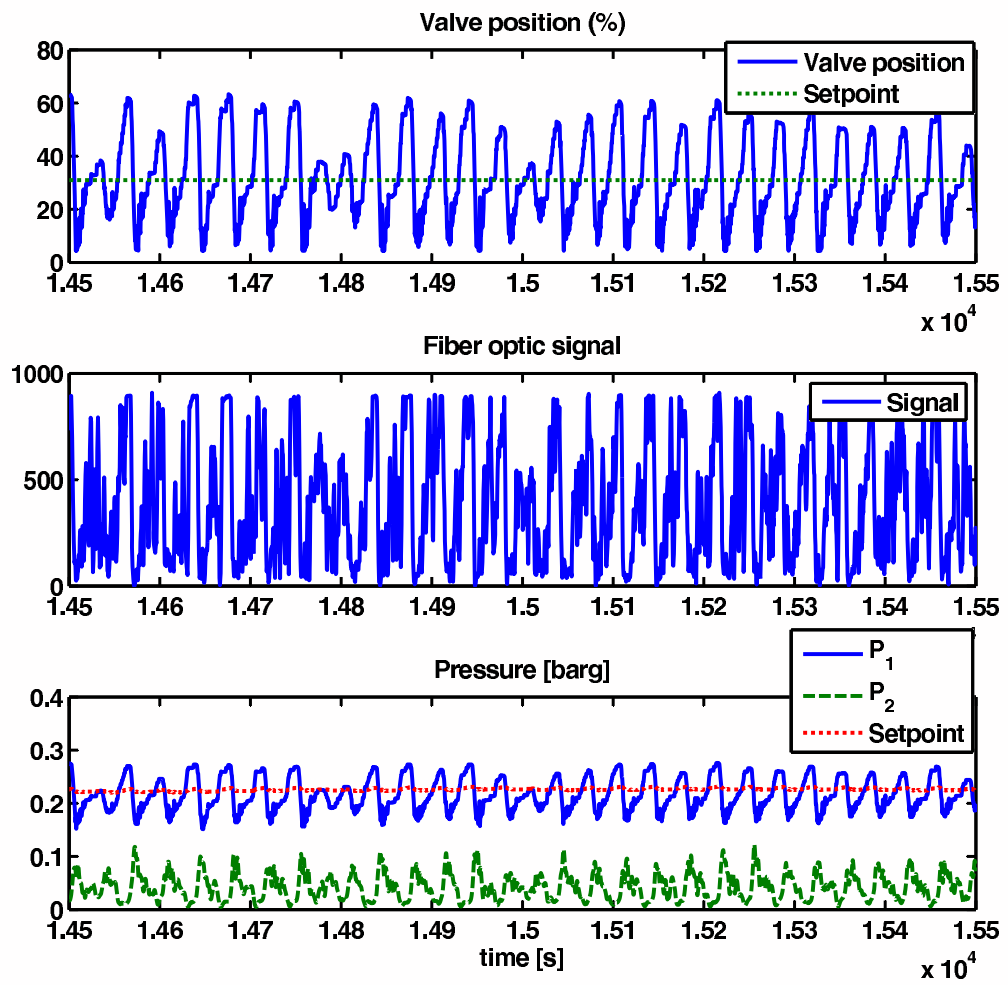 Valve position (%)
80
60
40
20
0
Valve position
Setpoint
1.45 1.46 1.47 1.48 1.49 1.5 1.51 1.52 1.53 1.54 1.55
x 10^4
Fiber optic signal
1000
500
0
Signal
1.45 1.46 1.47 1.48 1.49 1.5 1.51 1.52 1.53 1.54 1.55
Pressure [barg]
0.4
0.3
0.2
0.1
0
P_1
P_2
Setpoint
1.45 1.46 1.47 1.48 1.49 1.5 1.51 1.52 1.53 1.54 1.55
time [s]
x 10^4